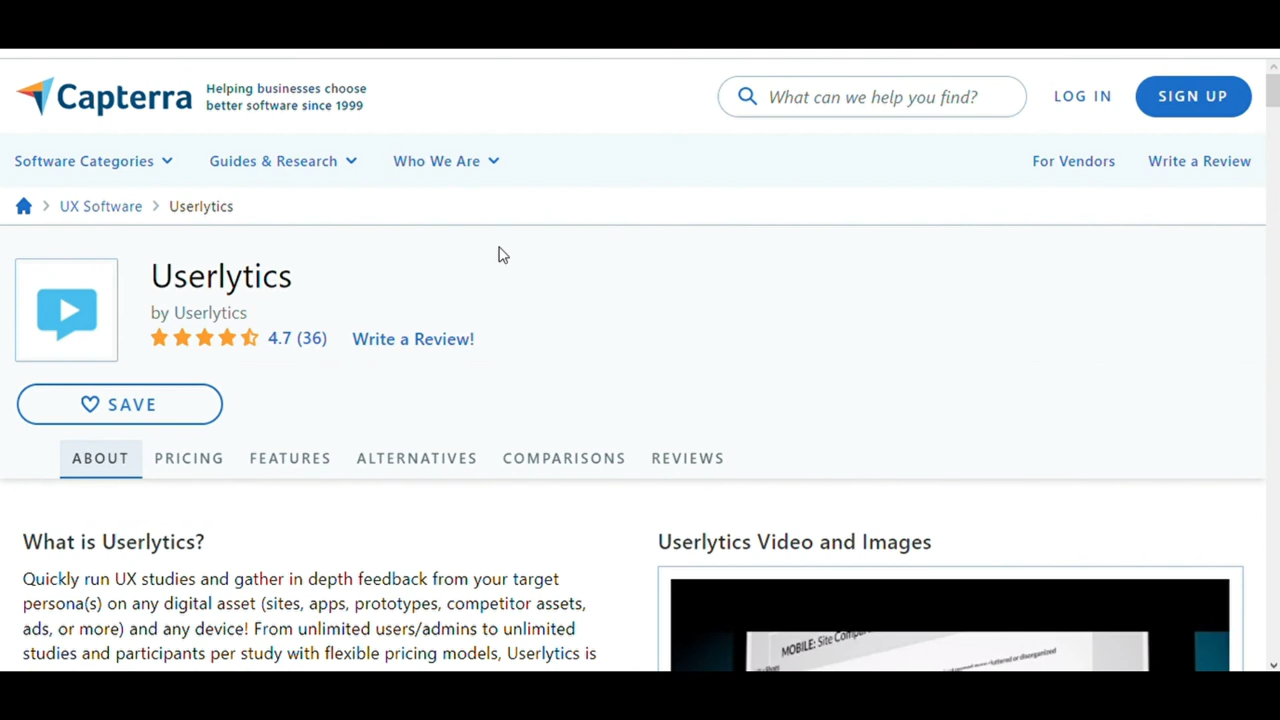 Capterra
Helping businesses choose
better software since 1999
What can we help you find?
LOG IN
SIGN UP
Software Categories
Guides & Research
Who We Are
For Vendors
Write a Review
UX Software
Userlytics
Userlytics
by Userlytics
4.7 (36)
Write a Review!
SAVE
ABOUT
PRICING
FEATURES
ALTERNATIVES
COMPARISONS
REVIEWS
What is Userlytics?
Quickly run UX studies and gather in depth feedback from your target
persona(s) on any digital asset (sites, apps, prototypes, competitor assets,
ads, or more) and any device! From unlimited users/admins to unlimited
studies and participants per study with flexible pricing models, Userlytics is
Userlytics Video and Images
MOBILE: Site
or disorganized